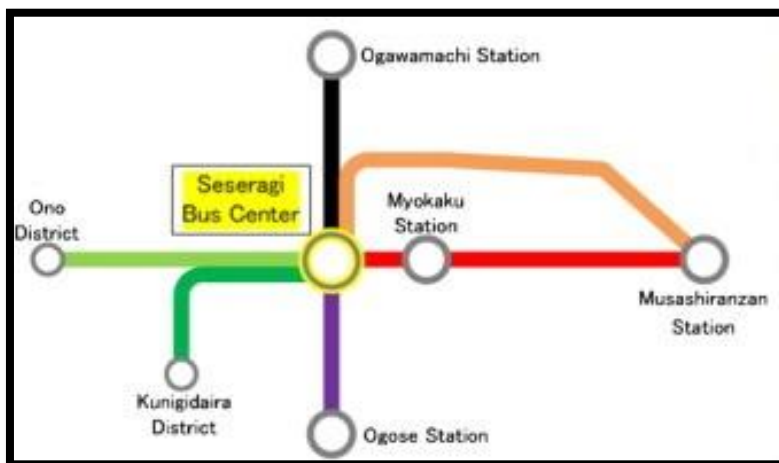 Ogawamachi Station
Seseragi
Bus Center
Ono
District
Myokaku
Station
Musashiranzan
Station
Kunigidaira
District
Ogose Station